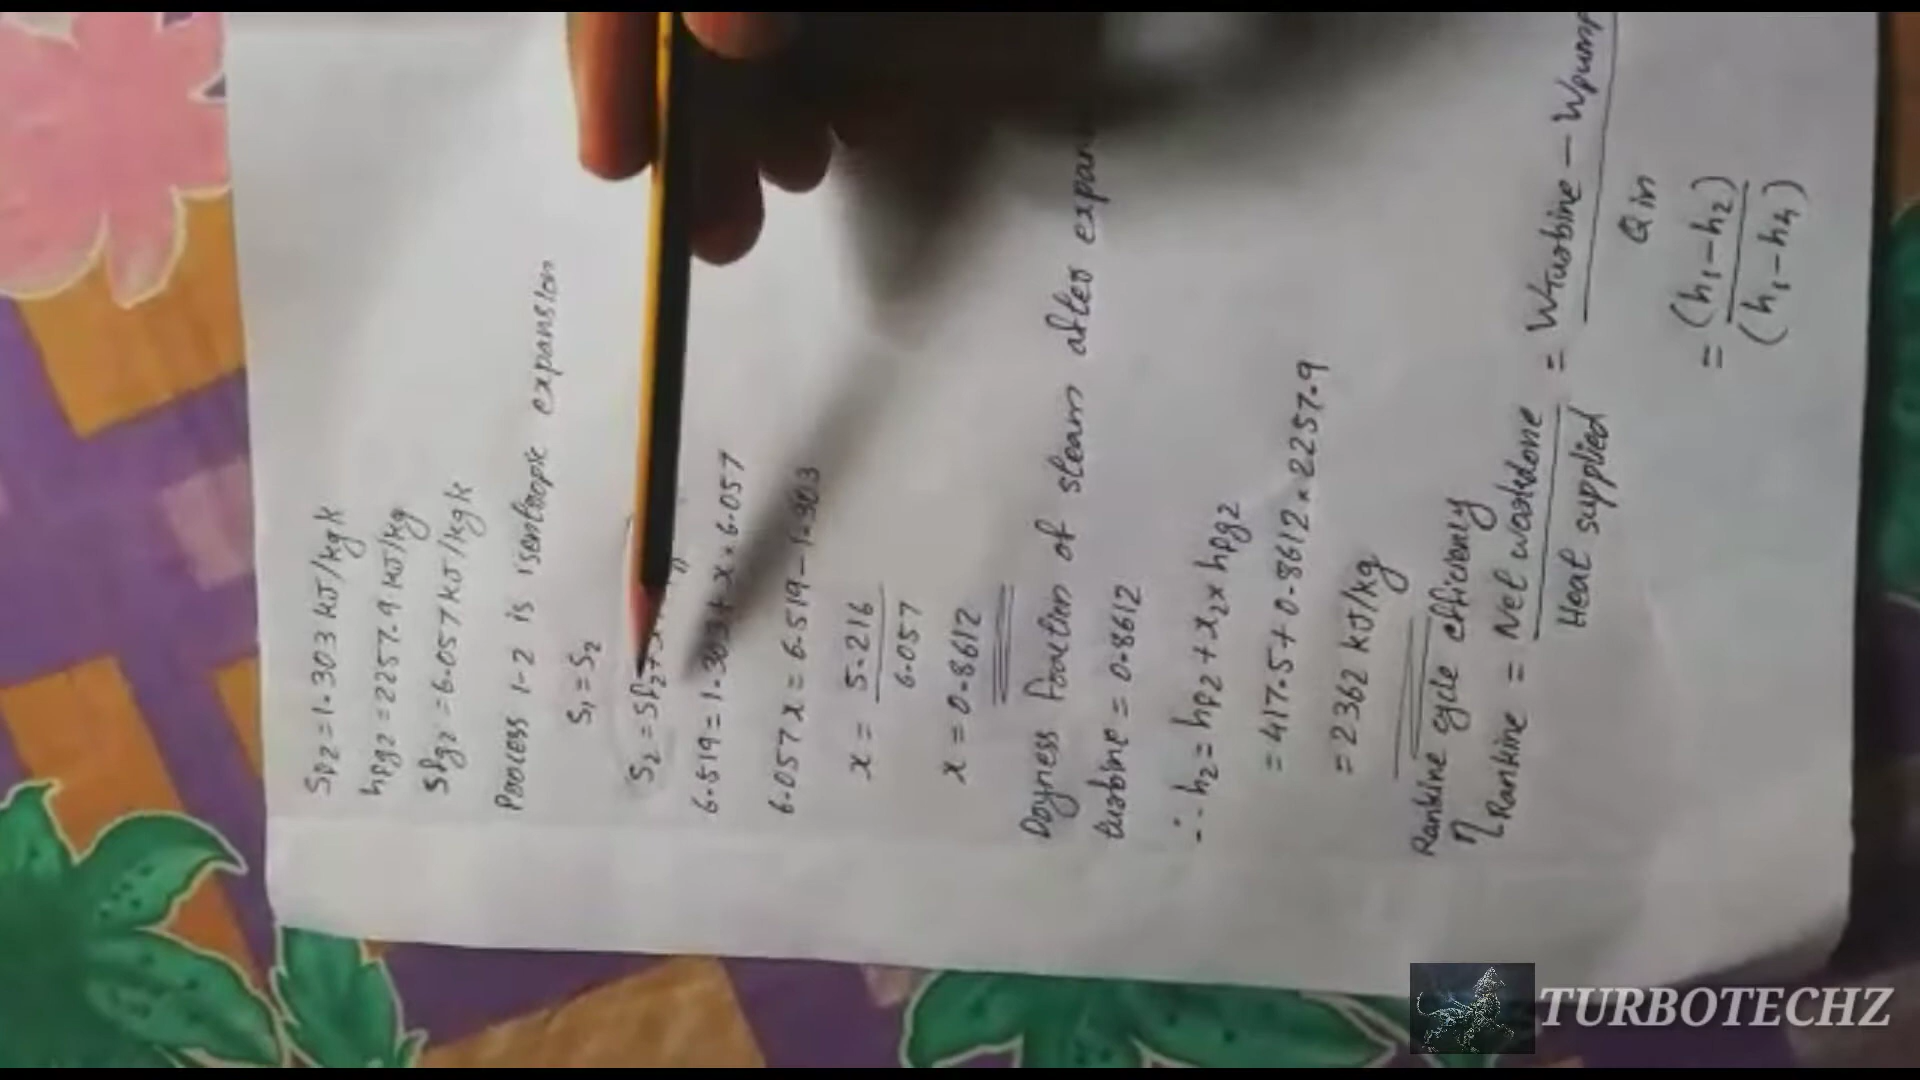 Sf2 = 1.303 kJ/kg k
hfg2 = 2257.9 kJ/kg
Sfg2 = 6.057 kJ/kgk
Process 1-2 is isentropic expansion
S1 = S2
S2 = Sf2 + x
6.519 = 1.303 + x × 6.057
6.057 x = 6.519 - 1.303
x = 5.216
6.057
x = 0.8612
Dryness fraction of steam after expan
turbine = 0.8612
∴ h2 = hf2 + x2 × hfg2
= 417.5 + 0.8612 × 2257.9
= 2362 kJ/kg
Rankine cycle efficiency
η Rankine = Net workdone = WTurbine - Wpump
Heat supplied Qin
= (h1 - h2)
(h1 - h4)
TURBOTECHZ